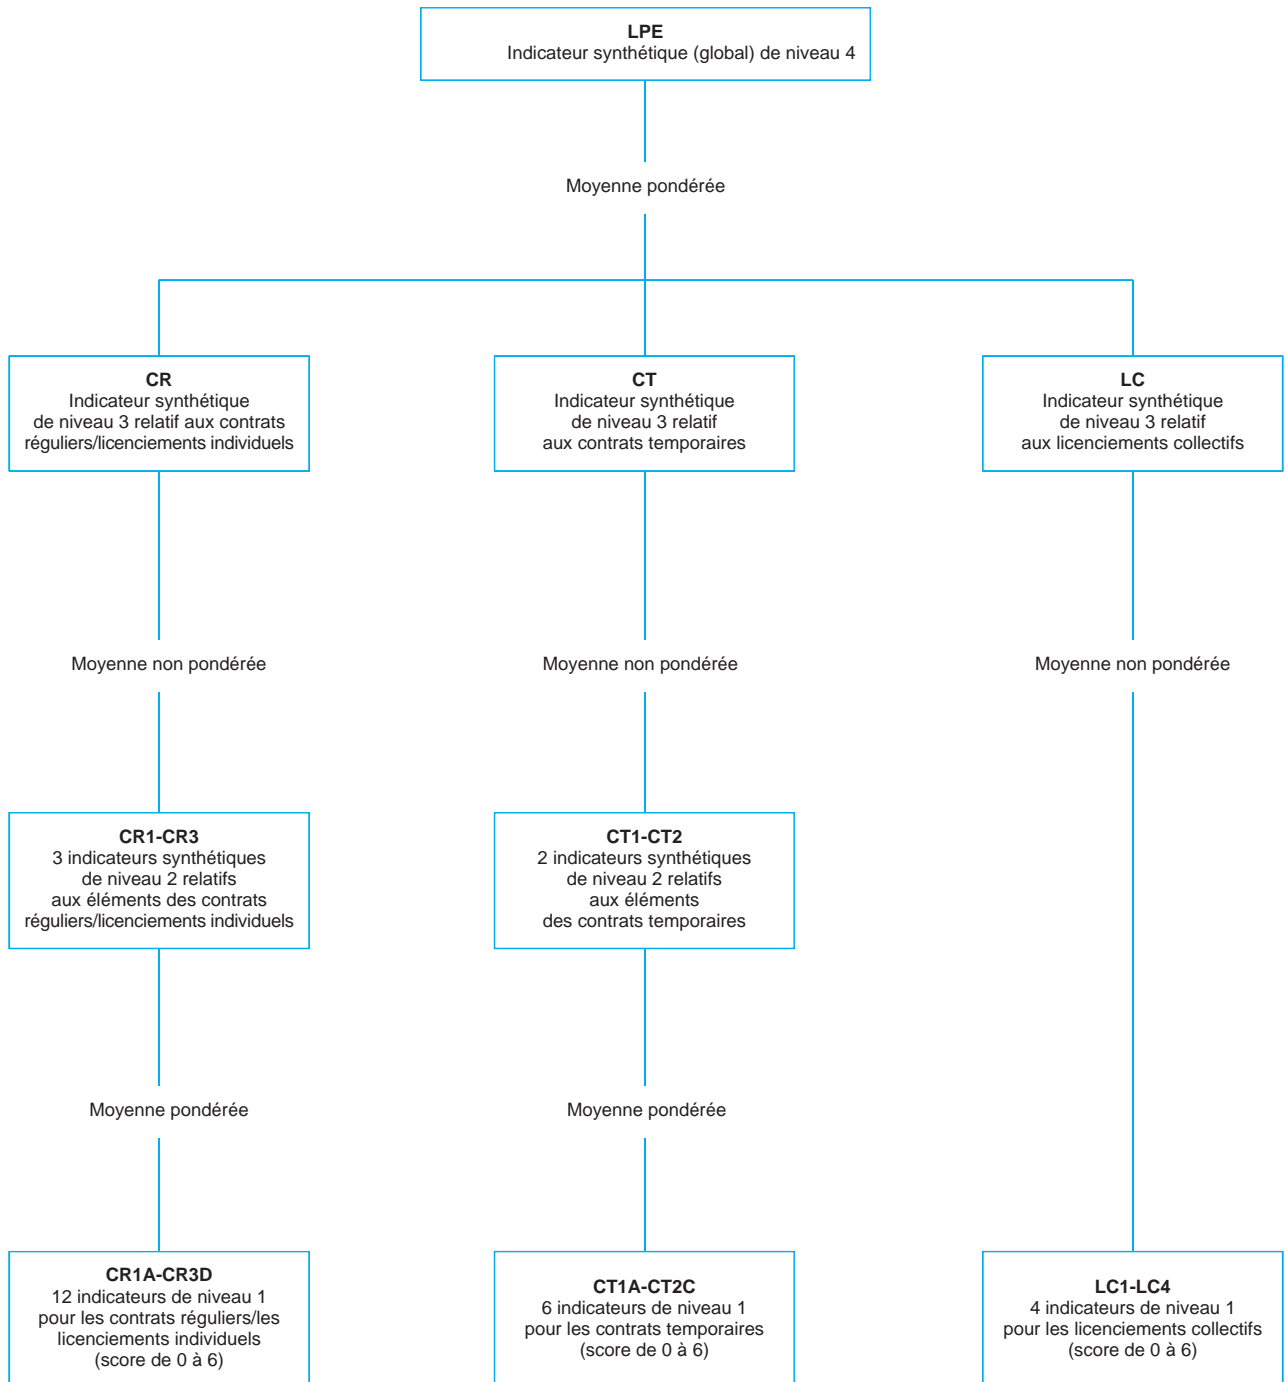 LPE
Indicateur synthétique (global) de niveau 4
Moyenne pondérée
CR
Indicateur synthétique
de niveau 3 relatif aux contrats
réguliers/licenciements individuels
CT
Indicateur synthétique
de niveau 3 relatif
aux contrats temporaires
LC
Indicateur synthétique
de niveau 3 relatif
aux licenciements collectifs
Moyenne non pondérée
Moyenne non pondérée
Moyenne non pondérée
CR1-CR3
3 indicateurs synthétiques
de niveau 2 relatifs
aux éléments des contrats
réguliers/licenciements individuels
CT1-CT2
2 indicateurs synthétiques
de niveau 2 relatifs
aux éléments
des contrats temporaires
Moyenne pondérée
Moyenne pondérée
CR1A-CR3D
12 indicateurs de niveau 1
pour les contrats réguliers/les
licenciements individuels
(score de 0 à 6)
CT1A-CT2C
6 indicateurs de niveau 1
pour les contrats temporaires
(score de 0 à 6)
LC1-LC4
4 indicateurs de niveau 1
pour les licenciements collectifs
(score de 0 à 6)